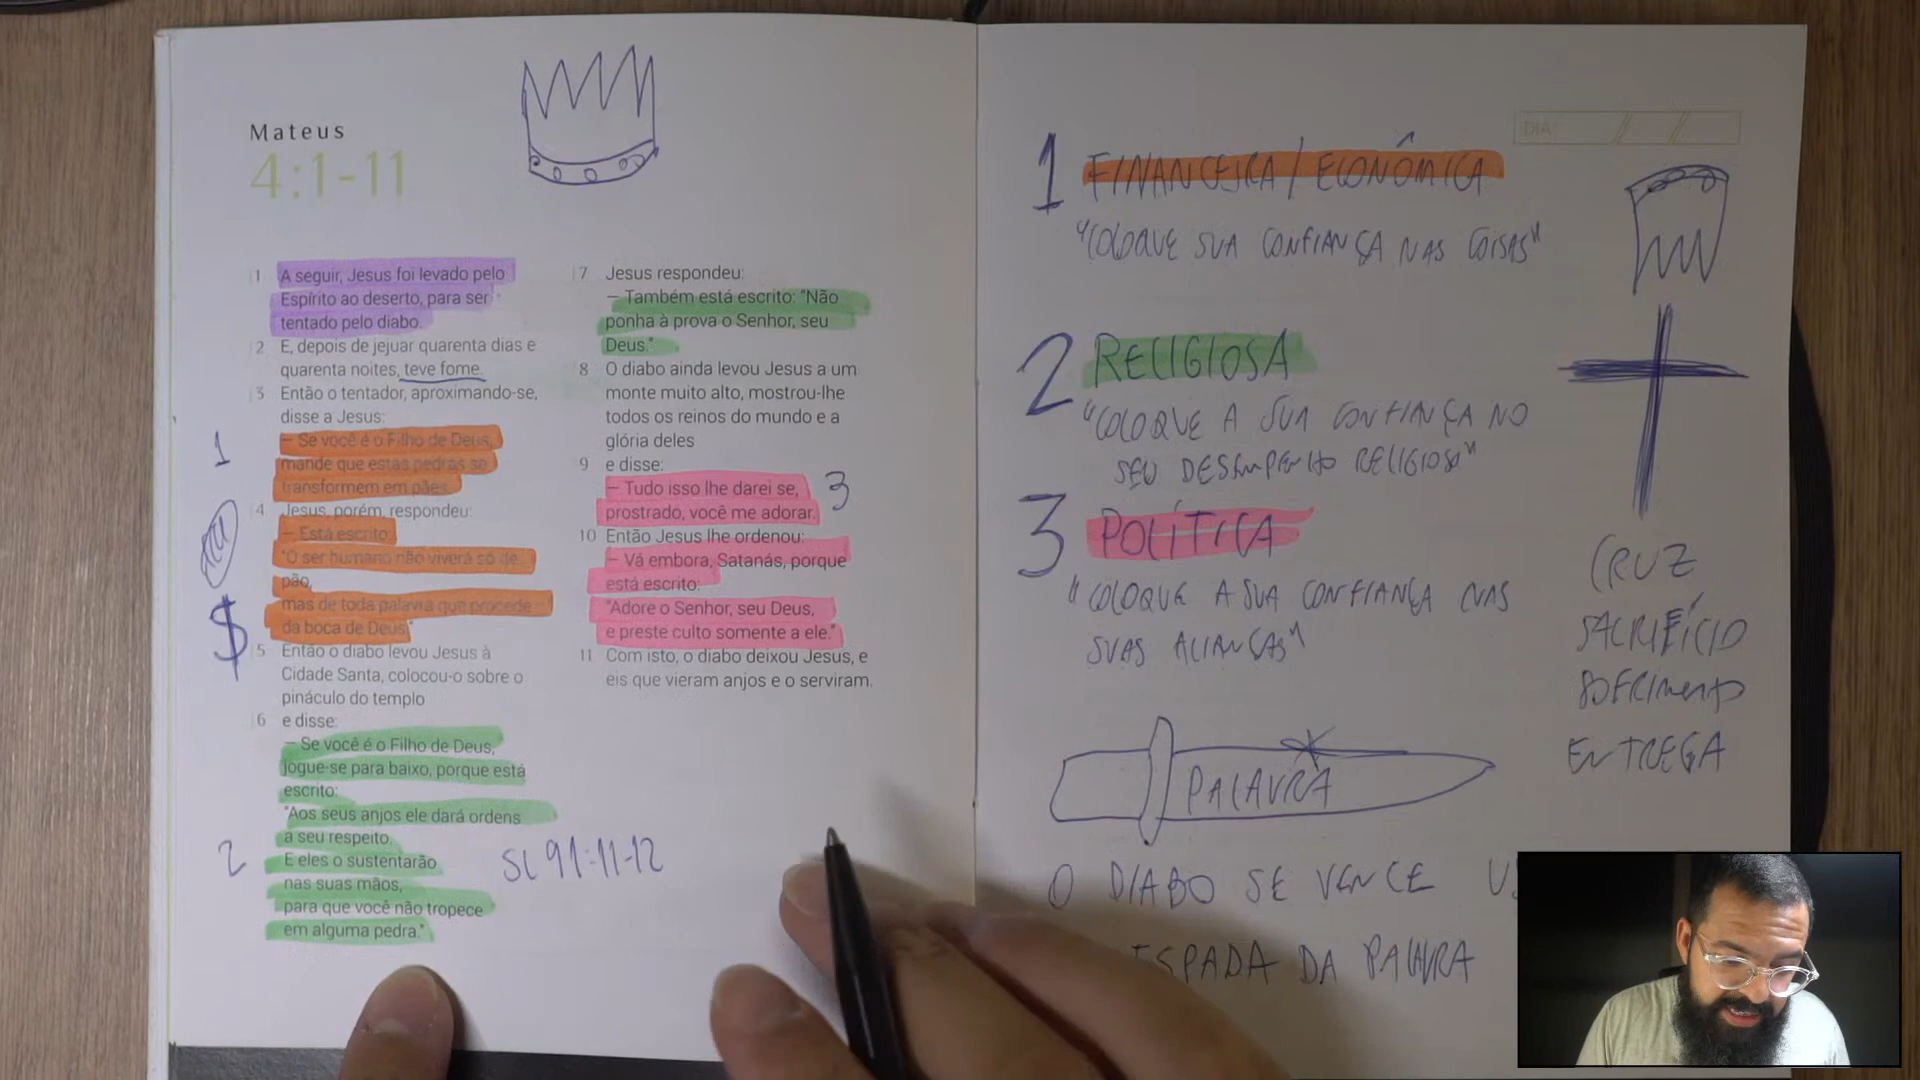 Mateus
4:1-11
1 A seguir, Jesus foi levado pelo
Espírito ao deserto, para ser
tentado pelo diabo.
2 E, depois de jejuar quarenta dias e
quarenta noites, teve fome.
3 Então o tentador, aproximando-se,
disse a Jesus:
1
— Se você é o Filho de Deus,
mande que estas pedras se
transformem em pães.
4 Jesus, porém, respondeu:
— Está escrito:
"O ser humano não viverá só de
pão,
mas de toda palavra que procede
da boca de Deus."
$
5 Então o diabo levou Jesus à
Cidade Santa, colocou-o sobre o
pináculo do templo
6 e disse:
— Se você é o Filho de Deus,
jogue-se para baixo, porque está
escrito:
"Aos seus anjos ele dará ordens
a seu respeito.
2
E eles o sustentarão
nas suas mãos,
para que você não tropece
em alguma pedra."
SL 91:11-12
7 Jesus respondeu:
— Também está escrito: "Não
ponha à prova o Senhor, seu
Deus."
8 O diabo ainda levou Jesus a um
monte muito alto, mostrou-lhe
todos os reinos do mundo e a
glória deles
9 e disse:
— Tudo isso lhe darei se,
prostrado, você me adorar.
3
10 Então Jesus lhe ordenou:
— Vá embora, Satanás, porque
está escrito:
"Adore o Senhor, seu Deus,
e preste culto somente a ele."
11 Com isto, o diabo deixou Jesus, e
eis que vieram anjos e o serviram.
DIA: / /
1 FINANCEIRA / ECONÔMICA
"COLOQUE SUA CONFIANÇA NAS COISAS"
2 RELIGIOSA
"COLOQUE A SUA CONFIANÇA NO
SEU DESEMPENHO RELIGIOSO"
3 POLÍTICA
"COLOQUE A SUA CONFIANÇA NAS
SUAS ALIANÇAS"
CRUZ
SACRIFÍCIO
SOFRIMENTO
ENTREGA
PALAVRA
O DIABO SE VENCE
ESPADA DA PALAVRA